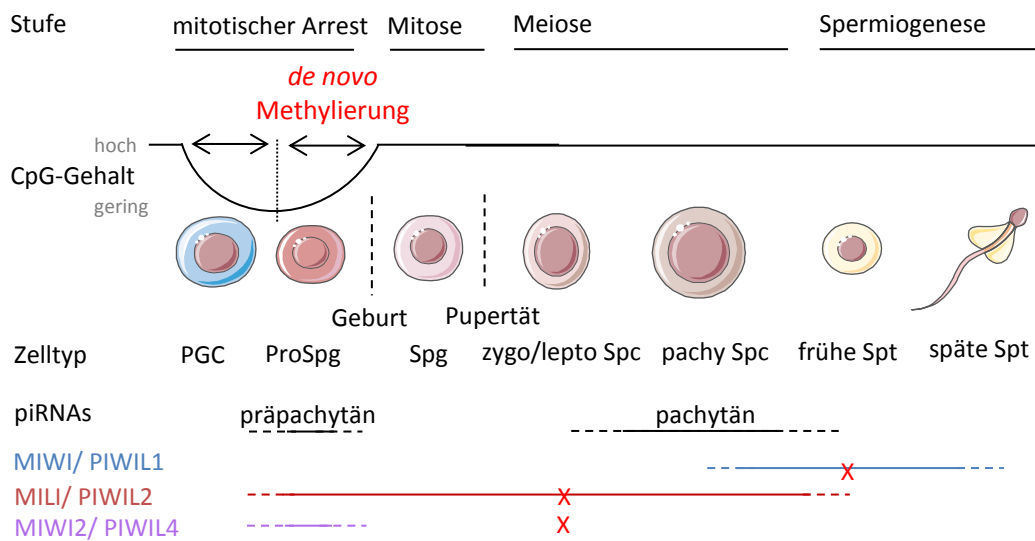 Stufe mitotischer Arrest Mitose Meiose Spermiogenese
de novo
Methylierung
hoch
CpG-Gehalt
gering
Geburt Pupertät
Zelltyp PGC ProSpg Spg zygo/lepto Spc pachy Spc frühe Spt späte Spt
piRNAs präpachytän pachytän
MIWI/ PIWIL1 X
MILI/ PIWIL2 X
MIWI2/ PIWIL4 X